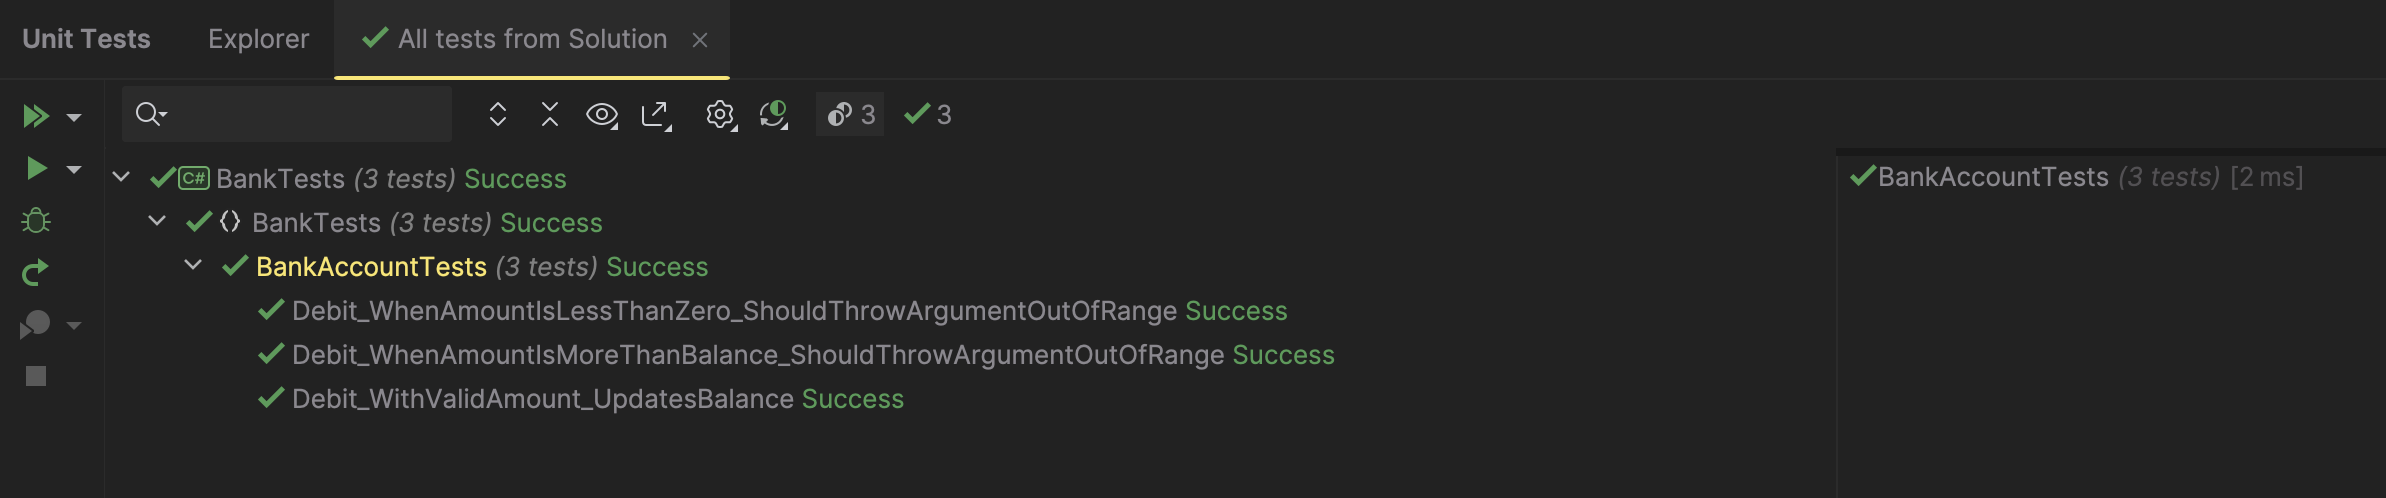 Unit Tests Explorer All tests from Solution
3 3
C# BankTests (3 tests) Success
BankTests (3 tests) Success
BankAccountTests (3 tests) Success
Debit_WhenAmountIsLessThanZero_ShouldThrowArgumentOutOfRange Success
Debit_WhenAmountIsMoreThanBalance_ShouldThrowArgumentOutOfRange Success
Debit_WithValidAmount_UpdatesBalance Success
BankAccountTests (3 tests) [2 ms]